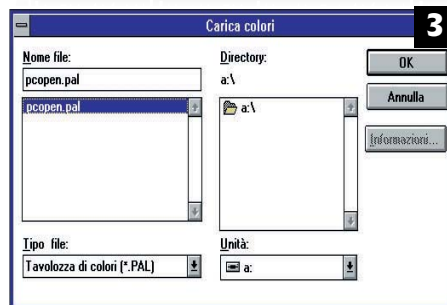 Carica colori
3
Nome file:
pcopen.pal
pcopen.pal
Tipo file:
Tavolozza di colori (*.PAL)
Directory:
a:\
a:\
Unità:
a:
OK
Annulla
Informazioni...